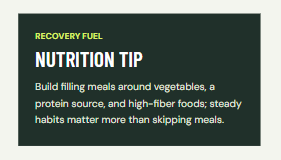 RECOVERY FUEL
NUTRITION TIP
Build filling meals around vegetables, a
protein source, and high-fiber foods; steady
habits matter more than skipping meals.